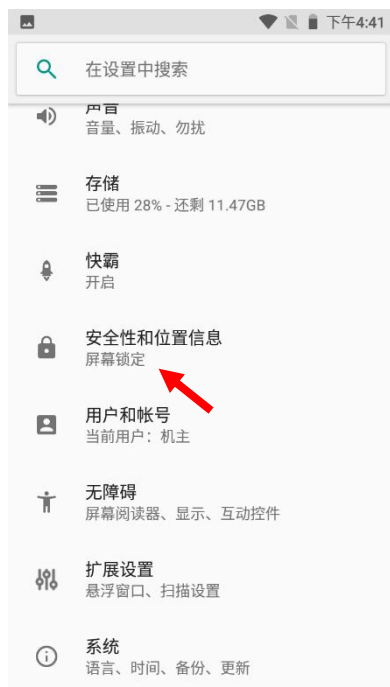 下午4:41
在设置中搜索
声音
音量、振动、勿扰
存储
已使用 28% - 还剩 11.47GB
快霸
开启
安全性和位置信息
屏幕锁定
用户和帐号
当前用户：机主
无障碍
屏幕阅读器、显示、互动控件
扩展设置
悬浮窗口、扫描设置
系统
语言、时间、备份、更新